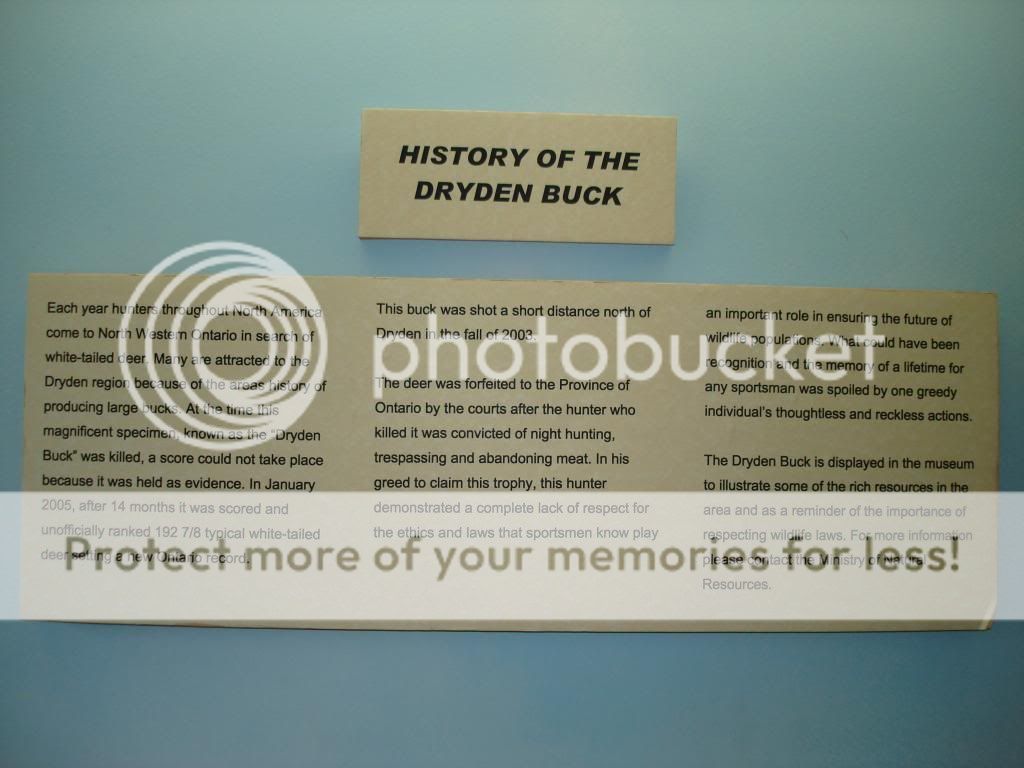 HISTORY OF THE
DRYDEN BUCK
Each year hunters throughout North America
come to North Western Ontario in search of
white-tailed deer. Many are attracted to the
Dryden region because of the areas history of
producing large bucks. At the time this
magnificent specimen, known as the "Dryden
Buck" was killed, a score could not take place
because it was held as evidence. In January
2005, after 14 months it was scored and
unofficially ranked 192 7/8 typical white-tailed
deer setting a new Ontario record.
This buck was shot a short distance north of
Dryden in the fall of 2003.
The deer was forfeited to the Province of
Ontario by the courts after the hunter who
killed it was convicted of night hunting,
trespassing and abandoning meat. In his
greed to claim this trophy, this hunter
demonstrated a complete lack of respect for
the ethics and laws that sportsmen know play
an important role in ensuring the future of
wildlife populations. What could have been
recognition and the memory of a lifetime for
any sportsman was spoiled by one greedy
individual's thoughtless and reckless actions.
The Dryden Buck is displayed in the museum
to illustrate some of the rich resources in the
area and as a reminder of the importance of
respecting wildlife laws. For more information
please contact the Ministry of Natural
Resources.
photobucket
Protect more of your memories for less!